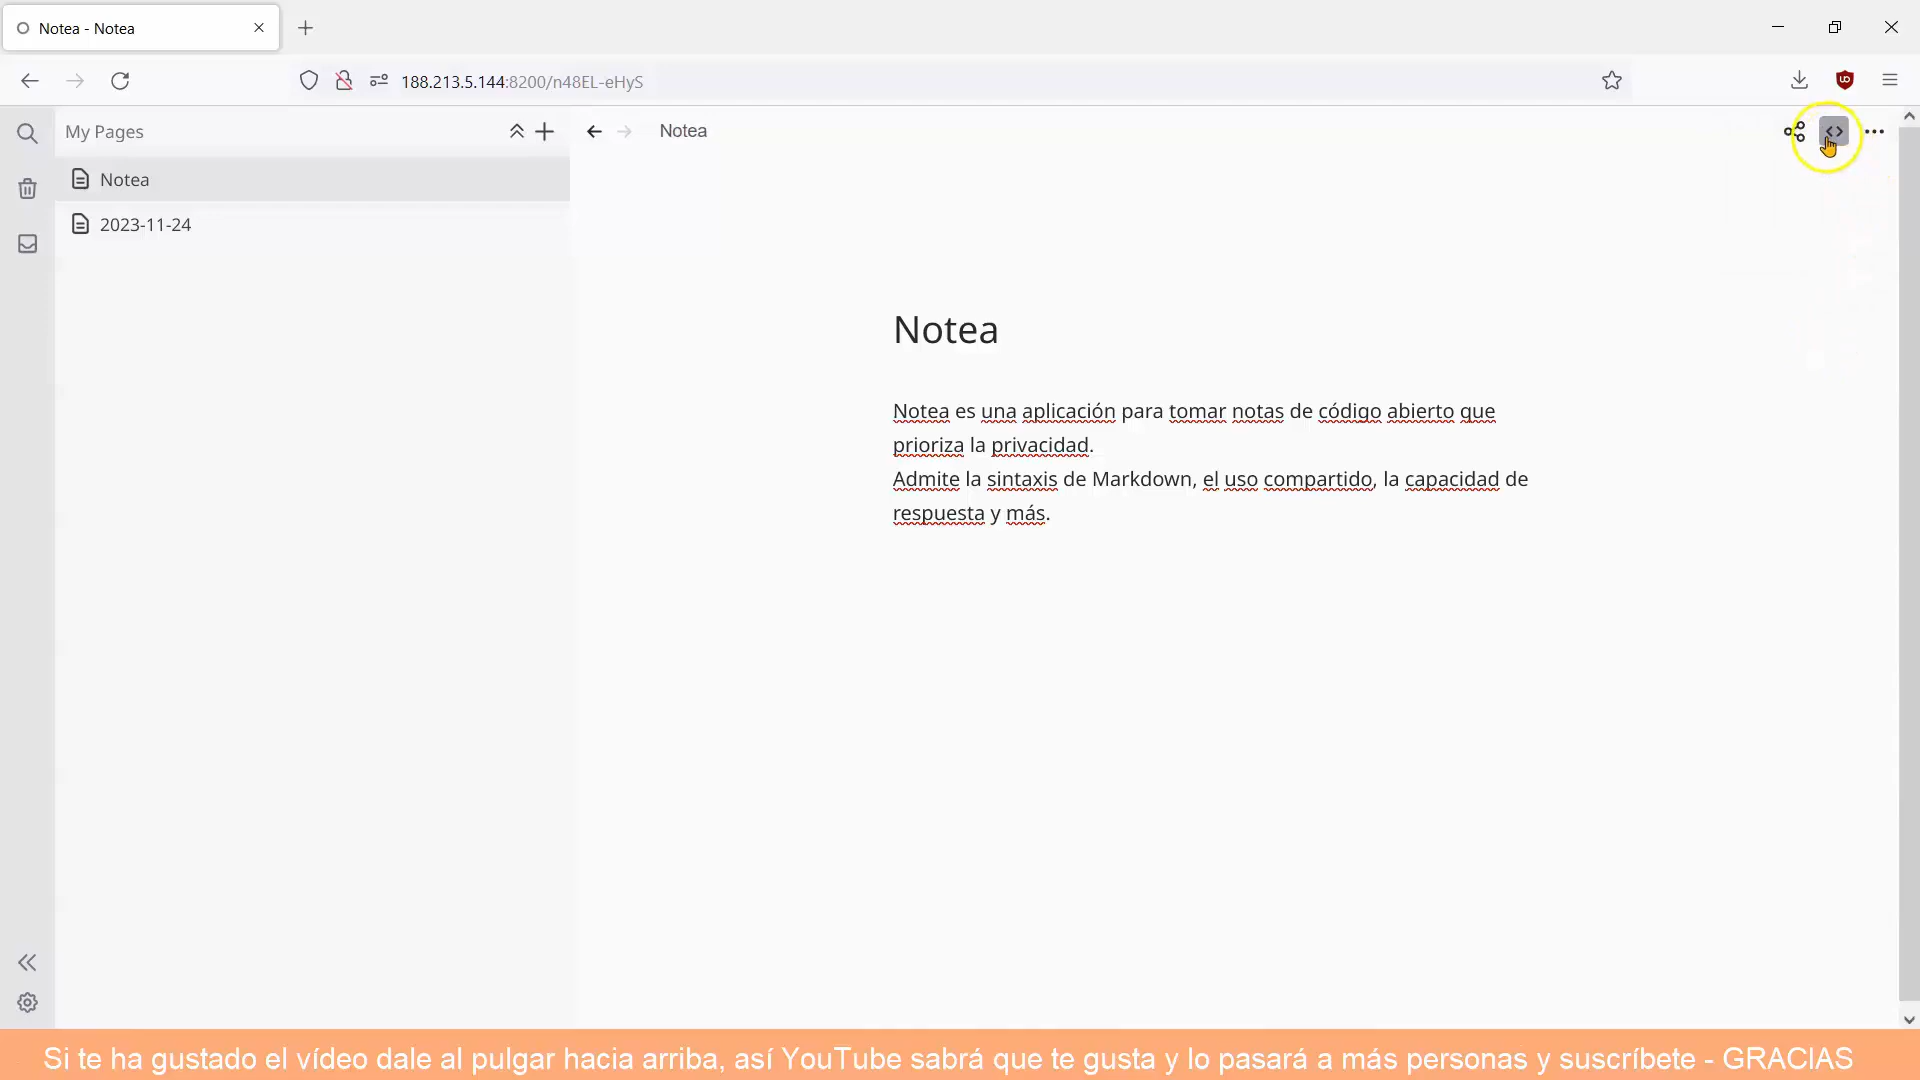 Notea - Notea
188.213.5.144:8200/n48EL-eHyS
My Pages
Notea
Notea
2023-11-24
Notea
Notea es una aplicación para tomar notas de código abierto que
prioriza la privacidad.
Admite la sintaxis de Markdown, el uso compartido, la capacidad de
respuesta y más.
Si te ha gustado el vídeo dale al pulgar hacia arriba, así YouTube sabrá que te gusta y lo pasará a más personas y suscríbete - GRACIAS